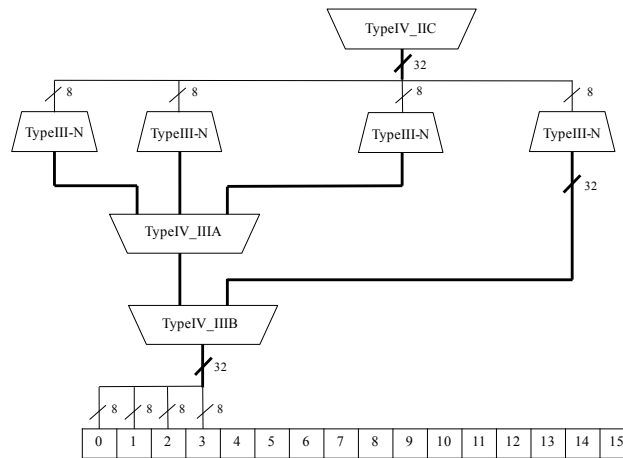 TypeIV_IIC
32
8 8 8 8
TypeIII-N TypeIII-N TypeIII-N TypeIII-N
32
TypeIV_IIIA
TypeIV_IIIB
32
8 8 8 8
0 1 2 3 4 5 6 7 8 9 10 11 12 13 14 15